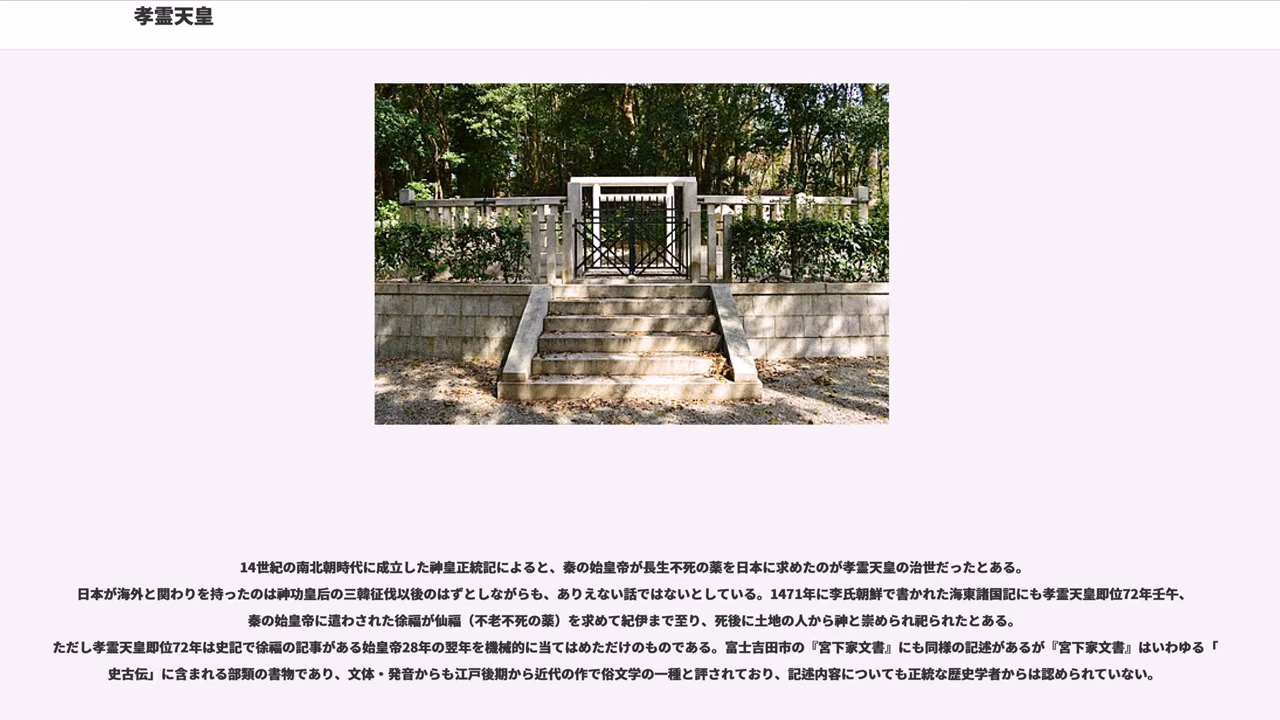 孝霊天皇
14世紀の南北朝時代に成立した神皇正統記によると、秦の始皇帝が長生不死の薬を日本に求めたのが孝霊天皇の治世だったとある。
日本が海外と関わりを持ったのは神功皇后の三韓征伐以後のはずとしながらも、ありえない話ではないとしている。1471年に李氏朝鮮で書かれた海東諸国記にも孝霊天皇即位72年壬午、
秦の始皇帝に遣わされた徐福が仙福（不老不死の薬）を求めて紀伊まで至り、死後に土地の人から神と崇められ祀られたとある。
ただし孝霊天皇即位72年は史記で徐福の記事がある始皇帝28年の翌年を機械的に当てはめただけのものである。富士吉田市の『宮下家文書』にも同様の記述があるが『宮下家文書』はいわゆる「
史古伝」に含まれる部類の書物であり、文体・発音からも江戸後期から近代の作で俗文学の一種と評されており、記述内容についても正統な歴史学者からは認められていない。